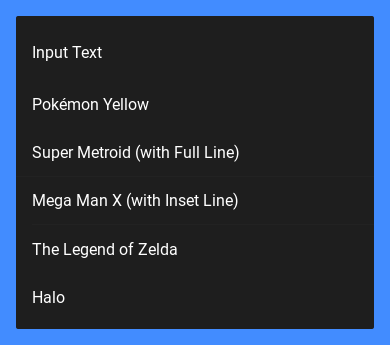 Input Text
Pokémon Yellow
Super Metroid (with Full Line)
Mega Man X (with Inset Line)
The Legend of Zelda
Halo